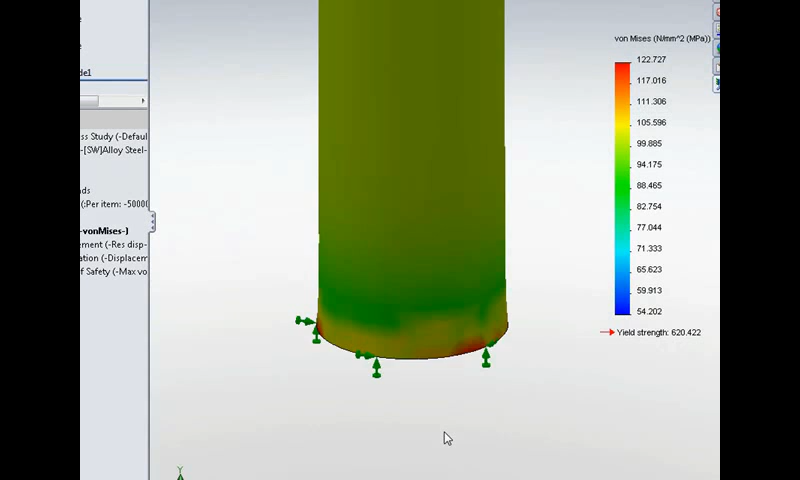 de1
ss Study (-Defaul
-[SW]Alloy Steel-
ds
(:Per item: -5000
-vonMises-)
ement (-Res disp-
ation (-Displacem
f Safety (-Max vo
von Mises (N/mm^2 (MPa))
122.727
117.016
111.306
105.596
99.885
94.175
88.465
82.754
77.044
71.333
65.623
59.913
54.202
Yield strength: 620.422
Y